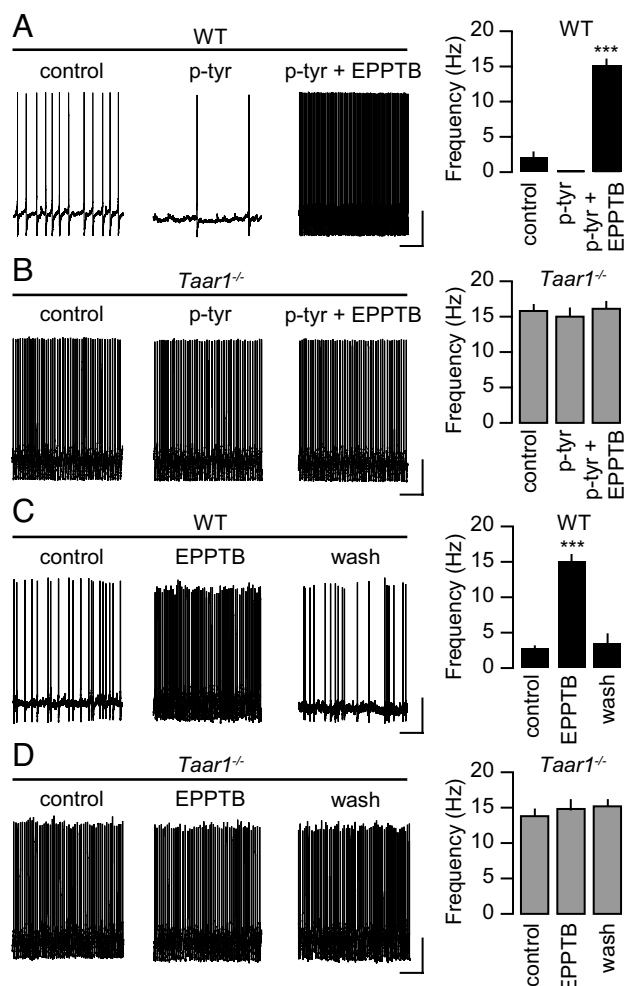 A
WT
control p-tyr p-tyr + EPPTB
WT
Frequency (Hz)
20
15
10
5
0
***
control
p-tyr
p-tyr +
EPPTB
B
Taar1-/-
control p-tyr p-tyr + EPPTB
Taar1-/-
Frequency (Hz)
20
15
10
5
0
control
p-tyr
p-tyr +
EPPTB
C
WT
control EPPTB wash
WT
Frequency (Hz)
20
15
10
5
0
***
control
EPPTB
wash
D
Taar1-/-
control EPPTB wash
Taar1-/-
Frequency (Hz)
20
15
10
5
0
control
EPPTB
wash